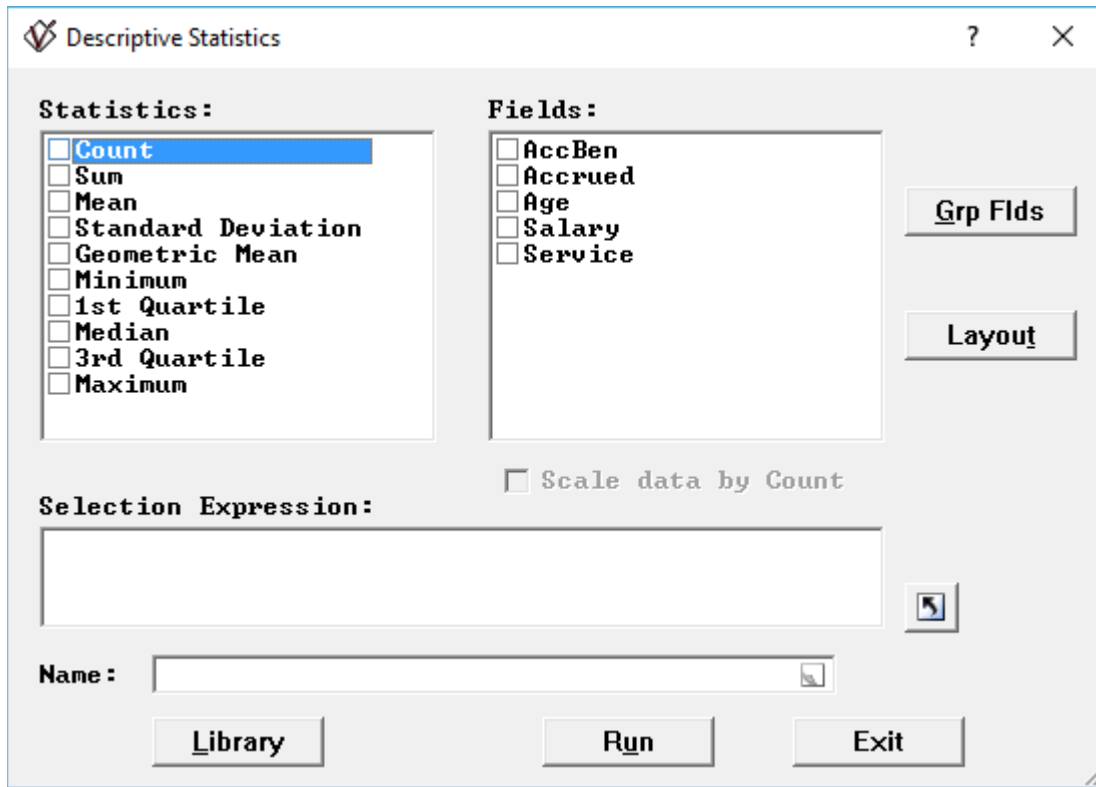 Descriptive Statistics
?
Statistics:
Count
Sum
Mean
Standard Deviation
Geometric Mean
Minimum
1st Quartile
Median
3rd Quartile
Maximum
Fields:
AccBen
Accrued
Age
Salary
Service
Grp Flds
Layout
Scale data by Count
Selection Expression:
Name:
Library
Run
Exit